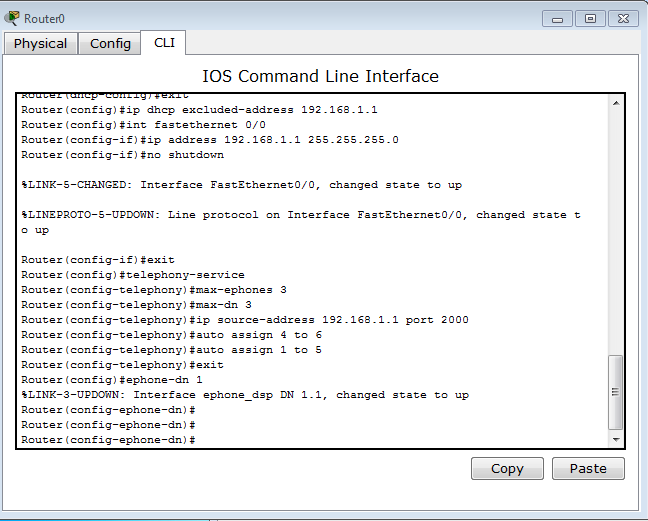 Router0
Physical Config CLI
IOS Command Line Interface
Router(dhcp-config)#exit
Router(config)#ip dhcp excluded-address 192.168.1.1
Router(config)#int fastethernet 0/0
Router(config-if)#ip address 192.168.1.1 255.255.255.0
Router(config-if)#no shutdown
%LINK-5-CHANGED: Interface FastEthernet0/0, changed state to up
%LINEPROTO-5-UPDOWN: Line protocol on Interface FastEthernet0/0, changed state t
o up
Router(config-if)#exit
Router(config)#telephony-service
Router(config-telephony)#max-ephones 3
Router(config-telephony)#max-dn 3
Router(config-telephony)#ip source-address 192.168.1.1 port 2000
Router(config-telephony)#auto assign 4 to 6
Router(config-telephony)#auto assign 1 to 5
Router(config-telephony)#exit
Router(config)#ephone-dn 1
%LINK-3-UPDOWN: Interface ephone_dsp DN 1.1, changed state to up
Router(config-ephone-dn)#
Router(config-ephone-dn)#
Router(config-ephone-dn)#
Copy Paste